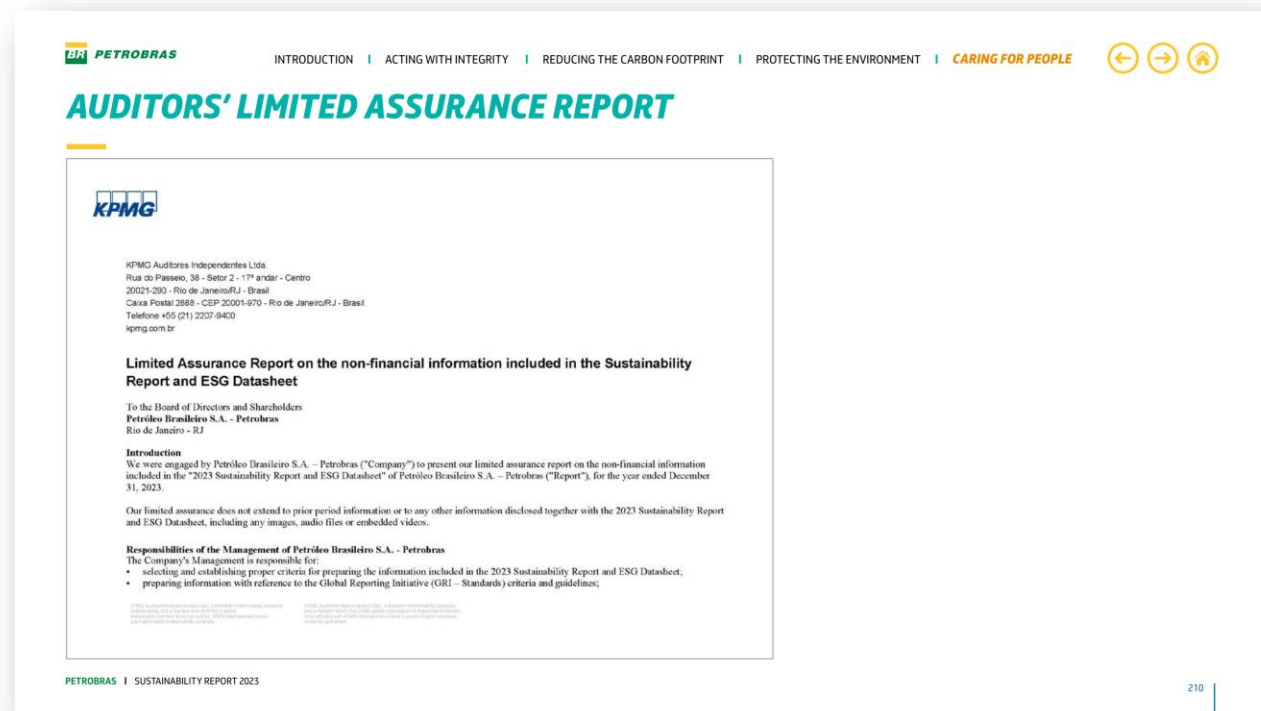 BR PETROBRAS
INTRODUCTION I ACTING WITH INTEGRITY I REDUCING THE CARBON FOOTPRINT I PROTECTING THE ENVIRONMENT I CARING FOR PEOPLE
AUDITORS’ LIMITED ASSURANCE REPORT
KPMG
KPMG Auditores Independentes Ltda.
Rua do Passeio, 38 - Setor 2 - 17º andar - Centro
20021-290 - Rio de Janeiro/RJ - Brasil
Caixa Postal 2888 - CEP 20001-970 - Rio de Janeiro/RJ - Brasil
Telefone +55 (21) 2207-9400
kpmg.com.br
Limited Assurance Report on the non-financial information included in the Sustainability
Report and ESG Datasheet
To the Board of Directors and Shareholders
Petróleo Brasileiro S.A. - Petrobras
Rio de Janeiro - RJ
Introduction
We were engaged by Petróleo Brasileiro S.A. – Petrobras ("Company") to present our limited assurance report on the non-financial information
included in the "2023 Sustainability Report and ESG Datasheet" of Petróleo Brasileiro S.A. – Petrobras ("Report"), for the year ended December
31, 2023.
Our limited assurance does not extend to prior period information or to any other information disclosed together with the 2023 Sustainability Report
and ESG Datasheet, including any images, audio files or embedded videos.
Responsibilities of the Management of Petróleo Brasileiro S.A. - Petrobras
The Company's Management is responsible for:
• selecting and establishing proper criteria for preparing the information included in the 2023 Sustainability Report and ESG Datasheet;
• preparing information with reference to the Global Reporting Initiative (GRI – Standards) criteria and guidelines;
PETROBRAS I SUSTAINABILITY REPORT 2023
210